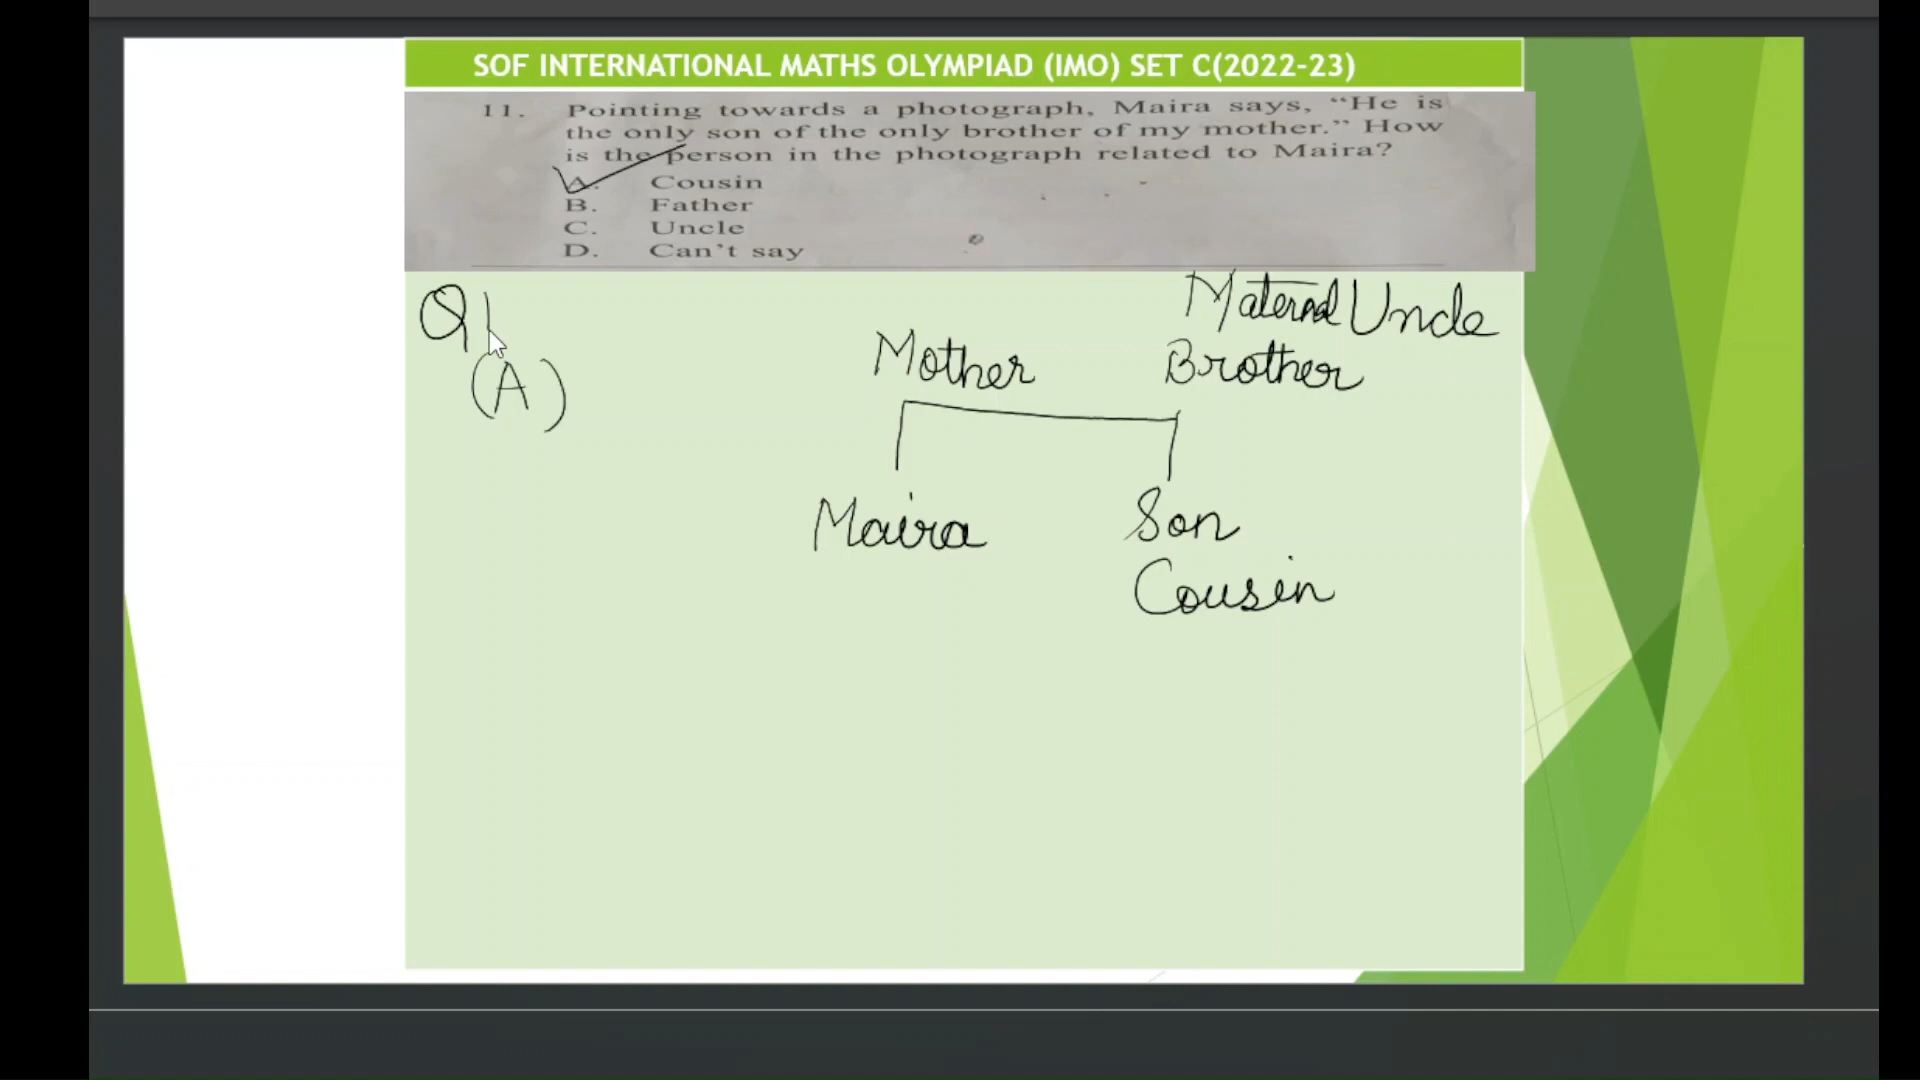 SOF INTERNATIONAL MATHS OLYMPIAD (IMO) SET C(2022-23)
11. Pointing towards a photograph, Maira says, "He is
the only son of the only brother of my mother." How
is the person in the photograph related to Maira?
A. Cousin
B. Father
C. Uncle
D. Can't say
Q1
(A)
Maternal Uncle
Mother Brother
Maira Son
Cousin